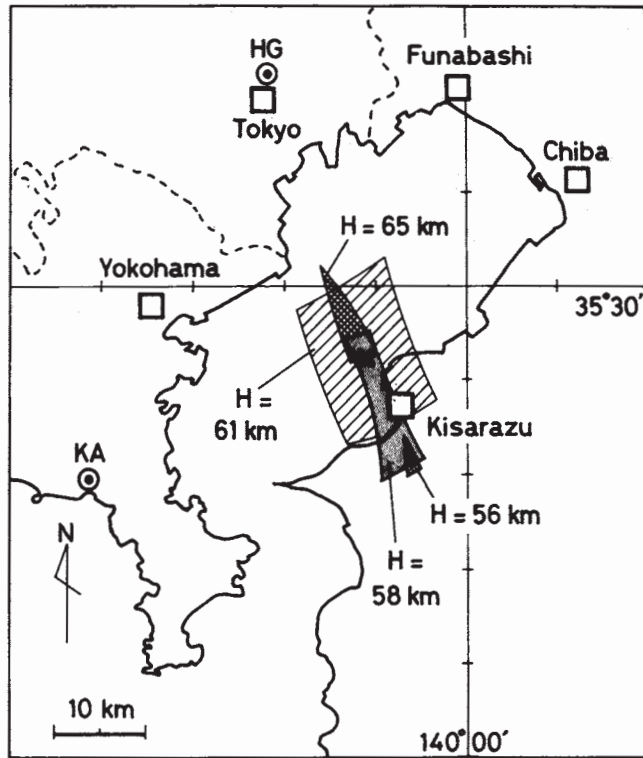 HG
Tokyo
Funabashi
Chiba
H = 65 km
Yokohama
35°30'
H =
61 km
Kisarazu
KA
H = 56 km
N
H =
58 km
10 km
140°00'